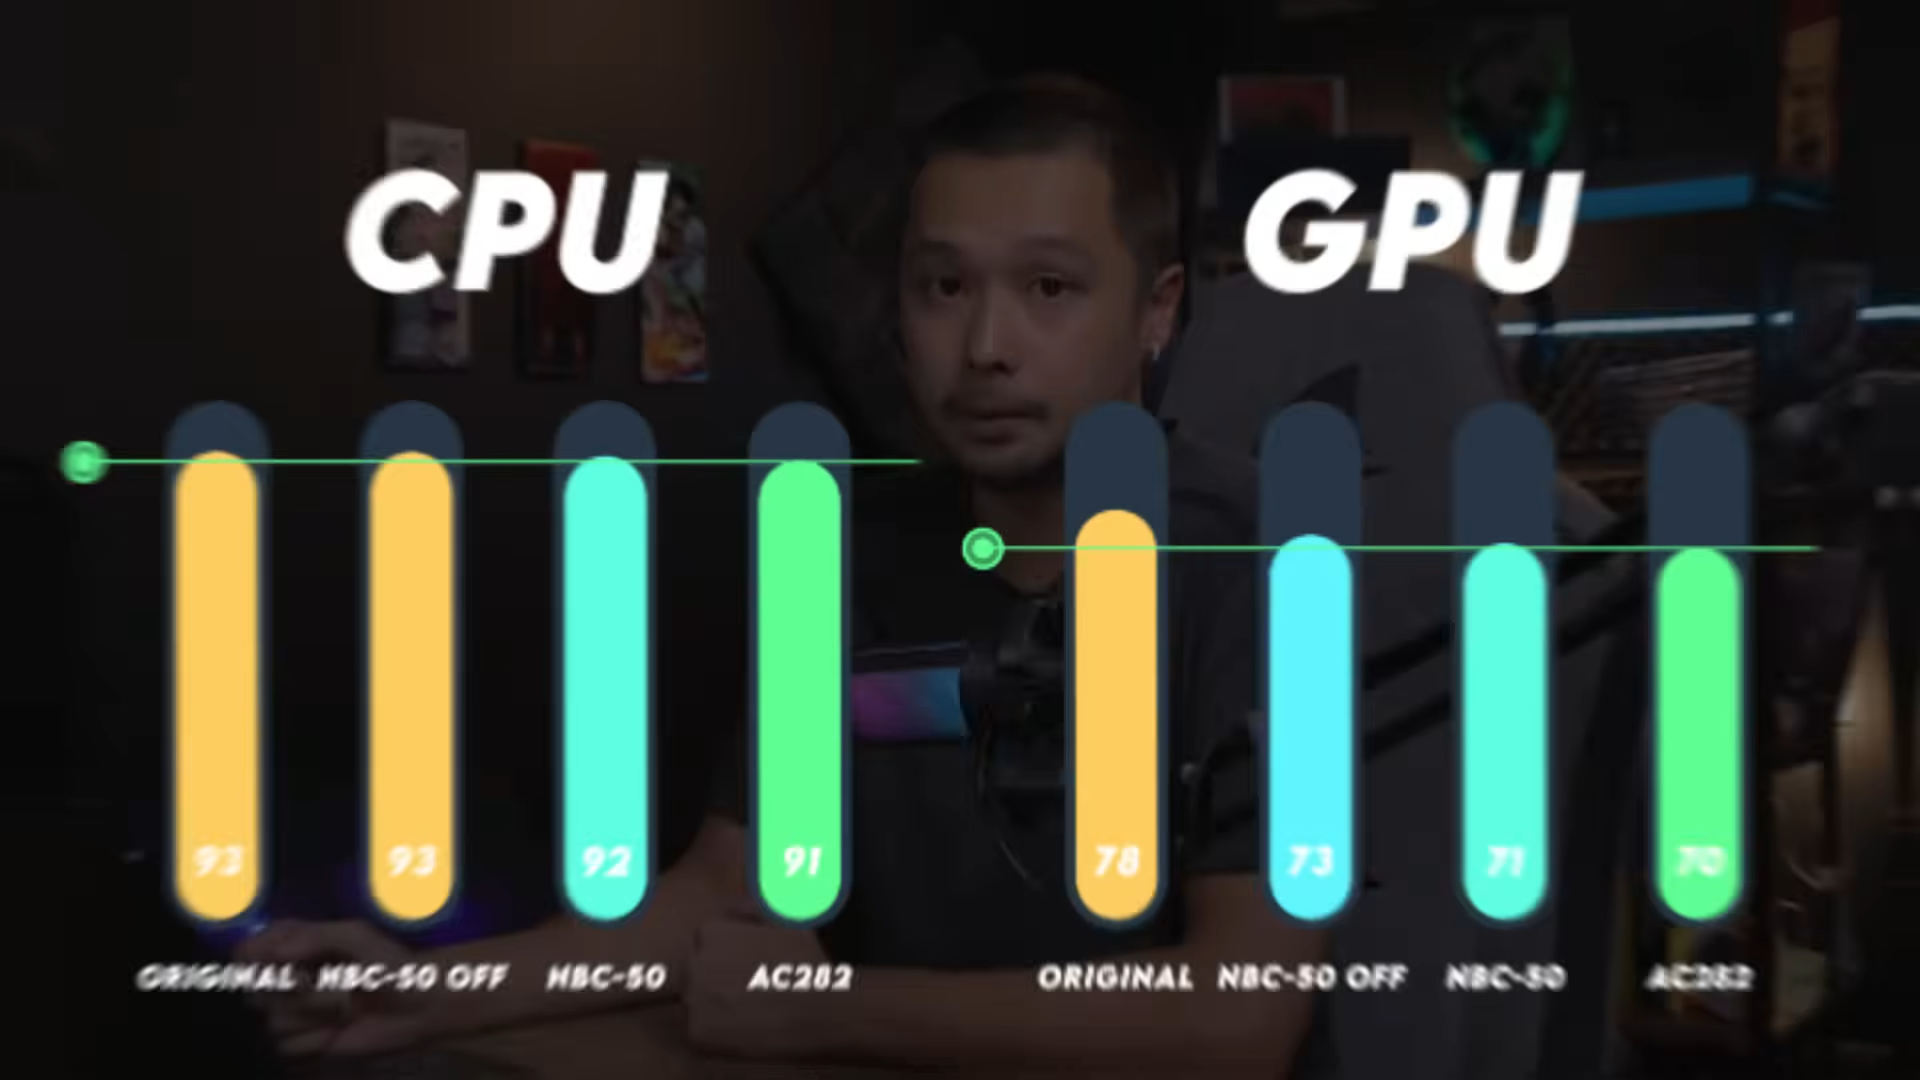 CPU
GPU
93 93 92 91
78 73 71 70
ORIGINAL NBC-50 OFF NBC-50 AC282
ORIGINAL NBC-50 OFF NBC-50 AC282